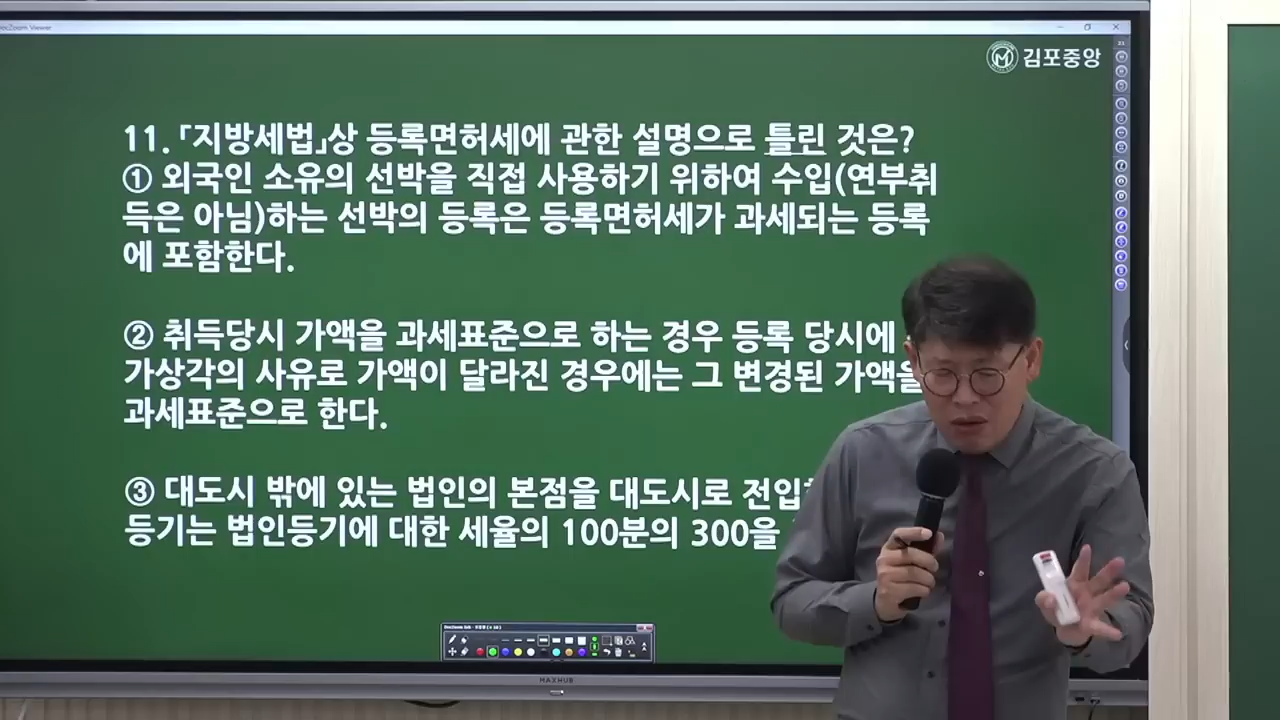 DocZoom Viewer
김포중앙
11. 「지방세법」상 등록면허세에 관한 설명으로 틀린 것은?
① 외국인 소유의 선박을 직접 사용하기 위하여 수입(연부취
득은 아님)하는 선박의 등록은 등록면허세가 과세되는 등록
에 포함한다.
② 취득당시 가액을 과세표준으로 하는 경우 등록 당시에
가상각의 사유로 가액이 달라진 경우에는 그 변경된 가액을
과세표준으로 한다.
③ 대도시 밖에 있는 법인의 본점을 대도시로
등기는 법인등기에 대한 세율의 100분의 300을
MAXHUB